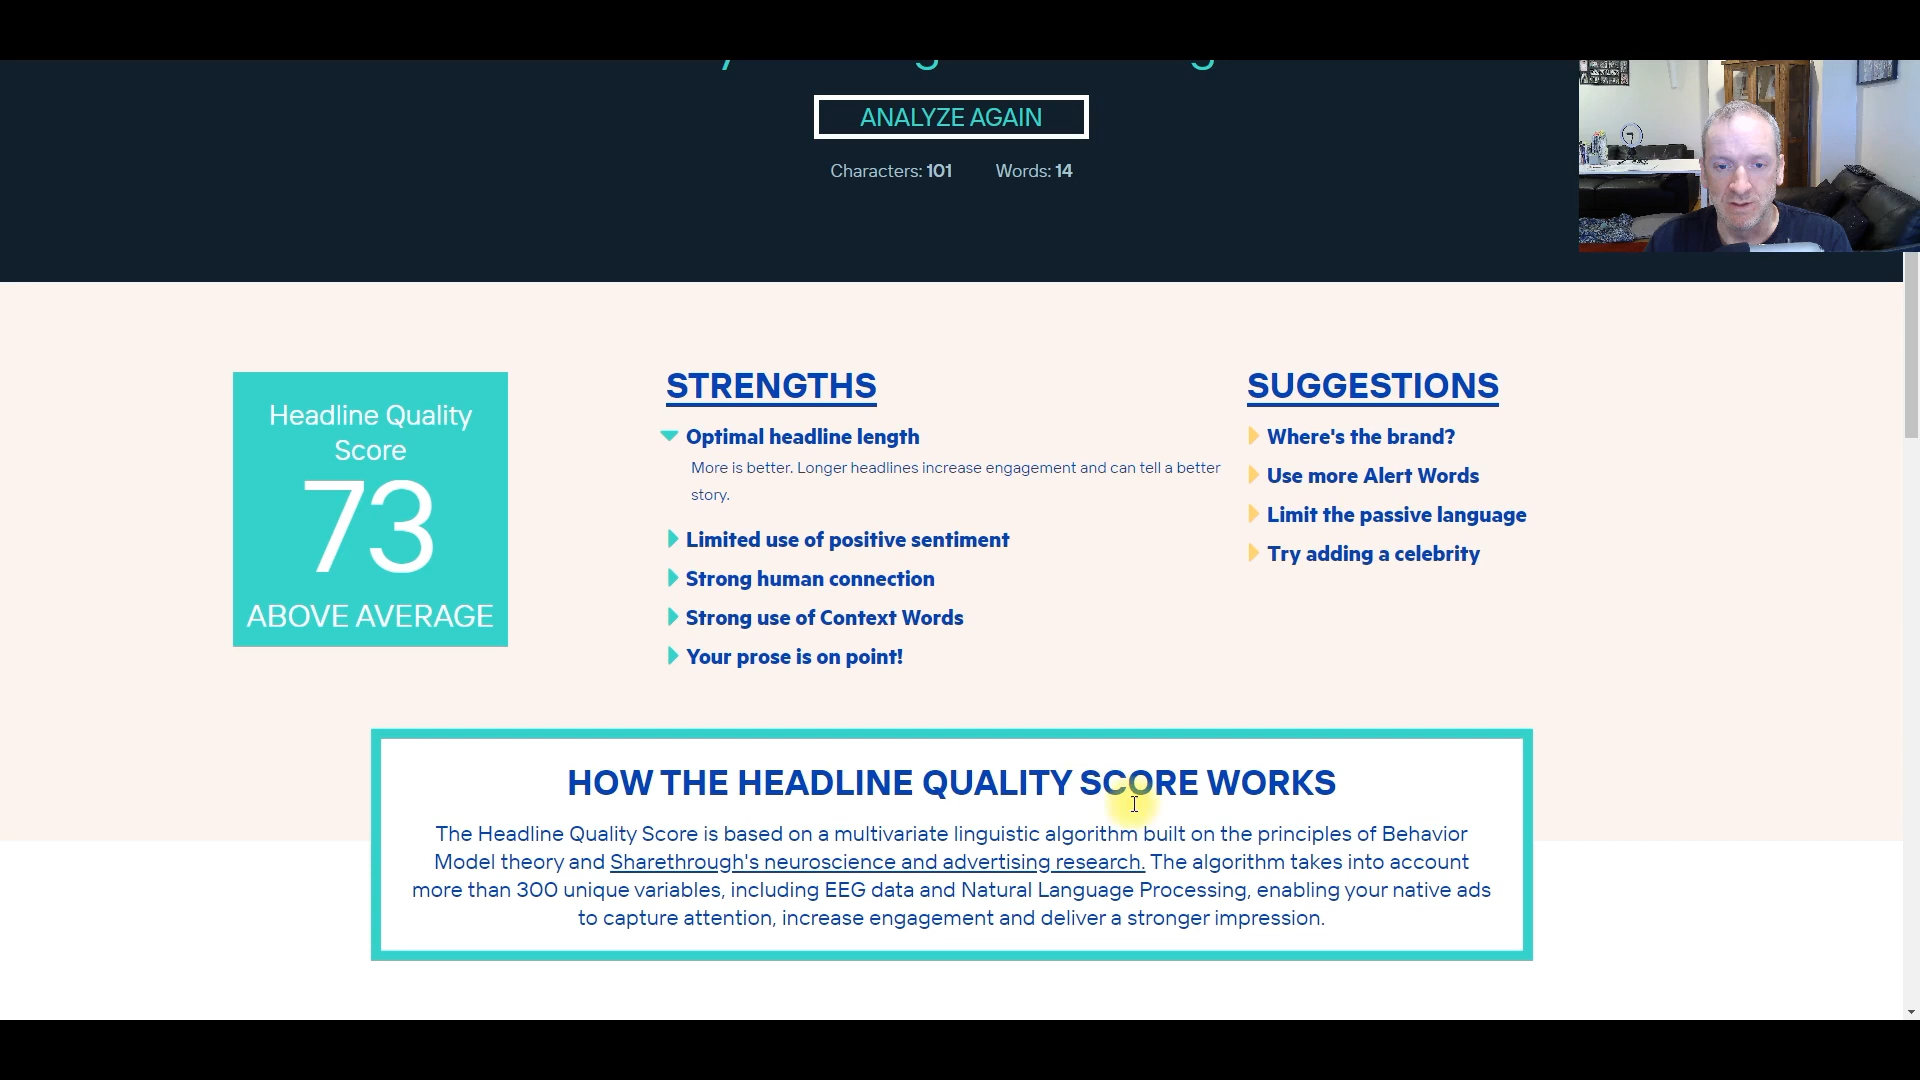 ANALYZE AGAIN
Characters: 101 Words: 14
Headline Quality
Score
73
ABOVE AVERAGE
STRENGTHS
Optimal headline length
More is better. Longer headlines increase engagement and can tell a better
story.
Limited use of positive sentiment
Strong human connection
Strong use of Context Words
Your prose is on point!
SUGGESTIONS
Where's the brand?
Use more Alert Words
Limit the passive language
Try adding a celebrity
HOW THE HEADLINE QUALITY SCORE WORKS
The Headline Quality Score is based on a multivariate linguistic algorithm built on the principles of Behavior
Model theory and Sharethrough's neuroscience and advertising research. The algorithm takes into account
more than 300 unique variables, including EEG data and Natural Language Processing, enabling your native ads
to capture attention, increase engagement and deliver a stronger impression.